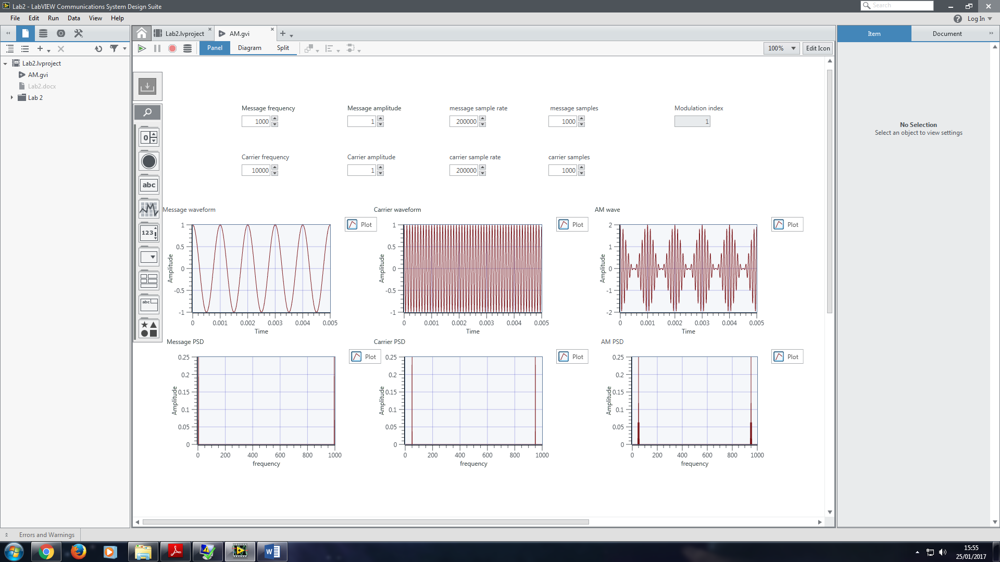 Lab2 - LabVIEW Communications System Design Suite
Search
File Edit Run Data View Help
Log In
Lab2.lvproject
AM.gvi
Item
Document
Panel
Diagram
Split
100%
Edit Icon
Lab2.lvproject
AM.gvi
Lab2.docx
Lab 2
0
abc
123
abc
Message frequency
1000
Message amplitude
1
message sample rate
200000
message samples
1000
Modulation index
1
Carrier frequency
10000
Carrier amplitude
1
carrier sample rate
200000
carrier samples
1000
No Selection
Select an object to view settings
Message waveform
Plot
Amplitude
1
0.5
0
-0.5
-1
0 0.001 0.002 0.003 0.004 0.005
Time
Carrier waveform
Plot
Amplitude
1
0.5
0
-0.5
-1
0 0.001 0.002 0.003 0.004 0.005
Time
AM wave
Plot
Amplitude
2
1
0
-1
-2
0 0.001 0.002 0.003 0.004 0.005
Time
Message PSD
Plot
Amplitude
0.25
0.2
0.15
0.1
0.05
0
0 200 400 600 800 1000
frequency
Carrier PSD
Plot
Amplitude
0.25
0.2
0.15
0.1
0.05
0
0 200 400 600 800 1000
frequency
AM PSD
Plot
Amplitude
0.25
0.2
0.15
0.1
0.05
0
0 200 400 600 800 1000
frequency
Errors and Warnings
15:55
25/01/2017